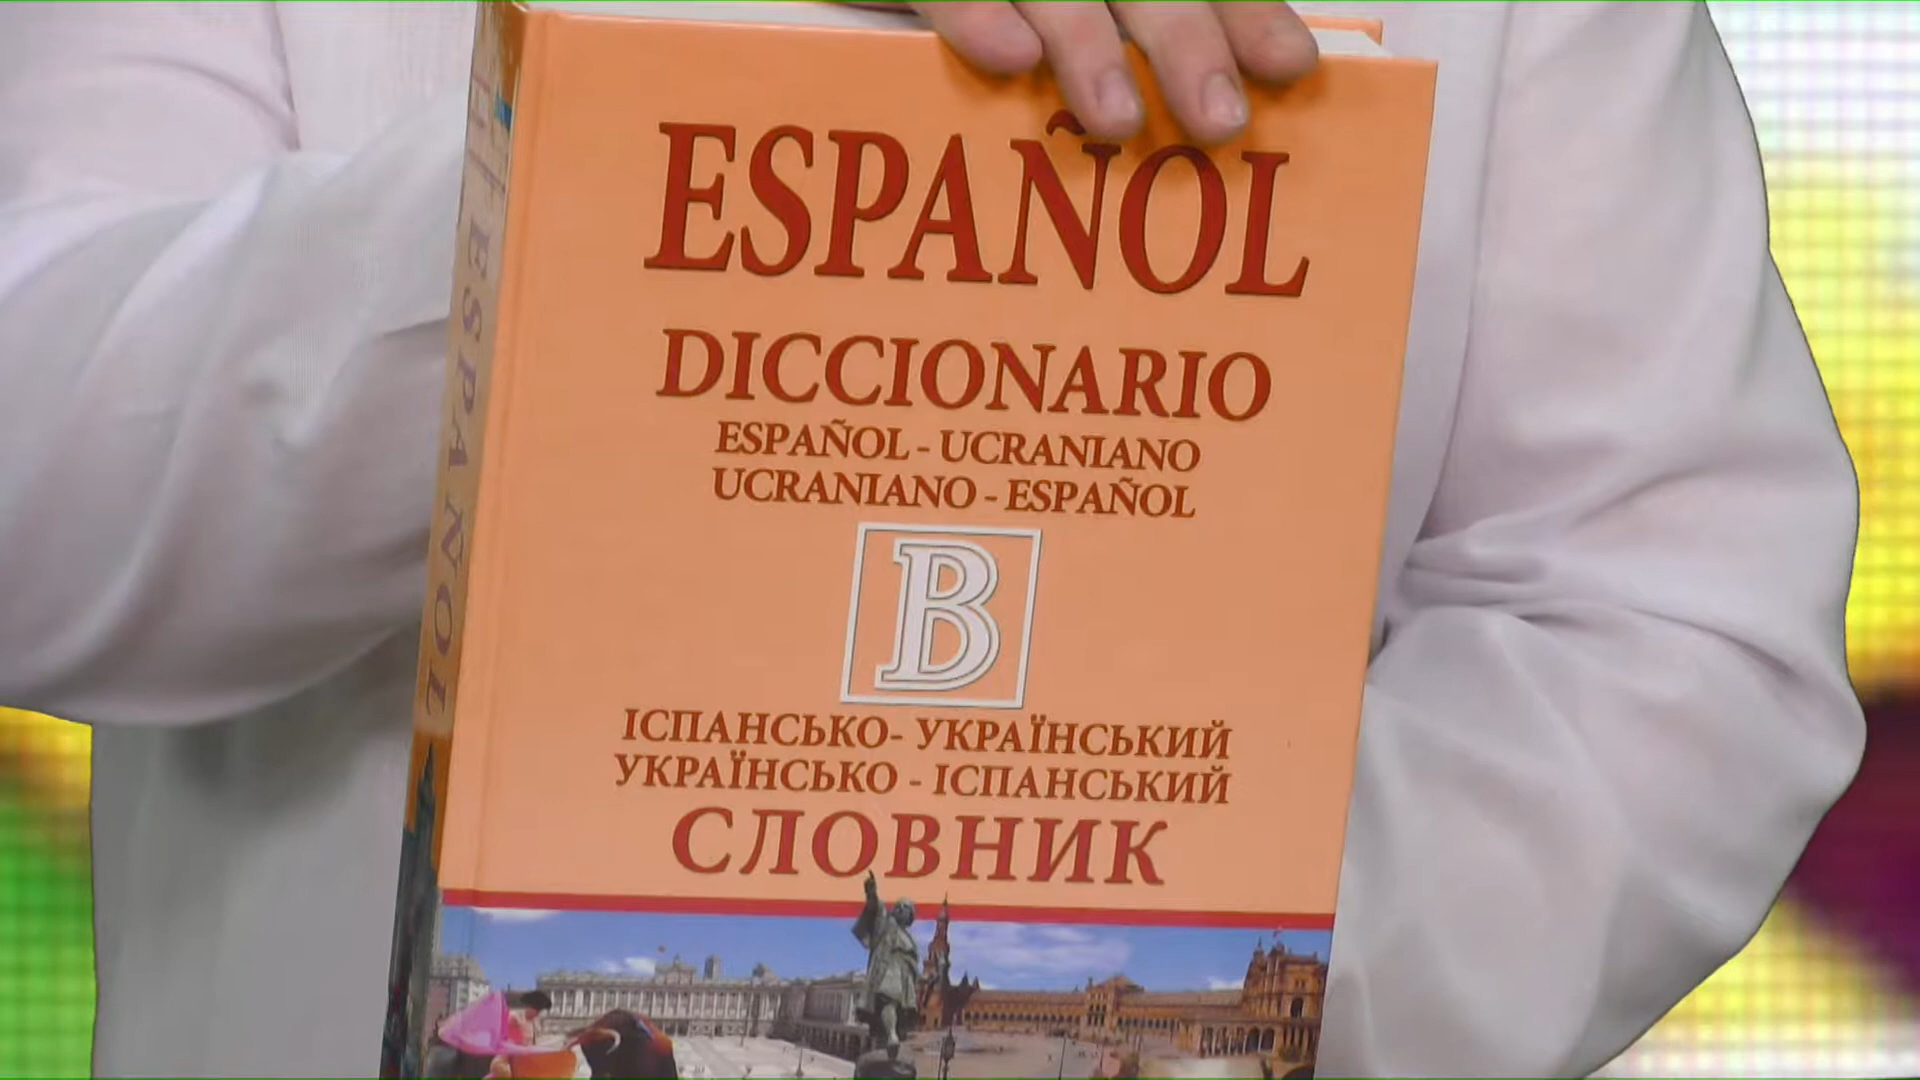 ESPAÑOL
DICCIONARIO
ESPAÑOL - UCRANIANO
UCRANIANO - ESPAÑOL
B
ІСПАНСЬКО- УКРАЇНСЬКИЙ
УКРАЇНСЬКО - ІСПАНСЬКИЙ
СЛОВНИК
ESPAÑOL